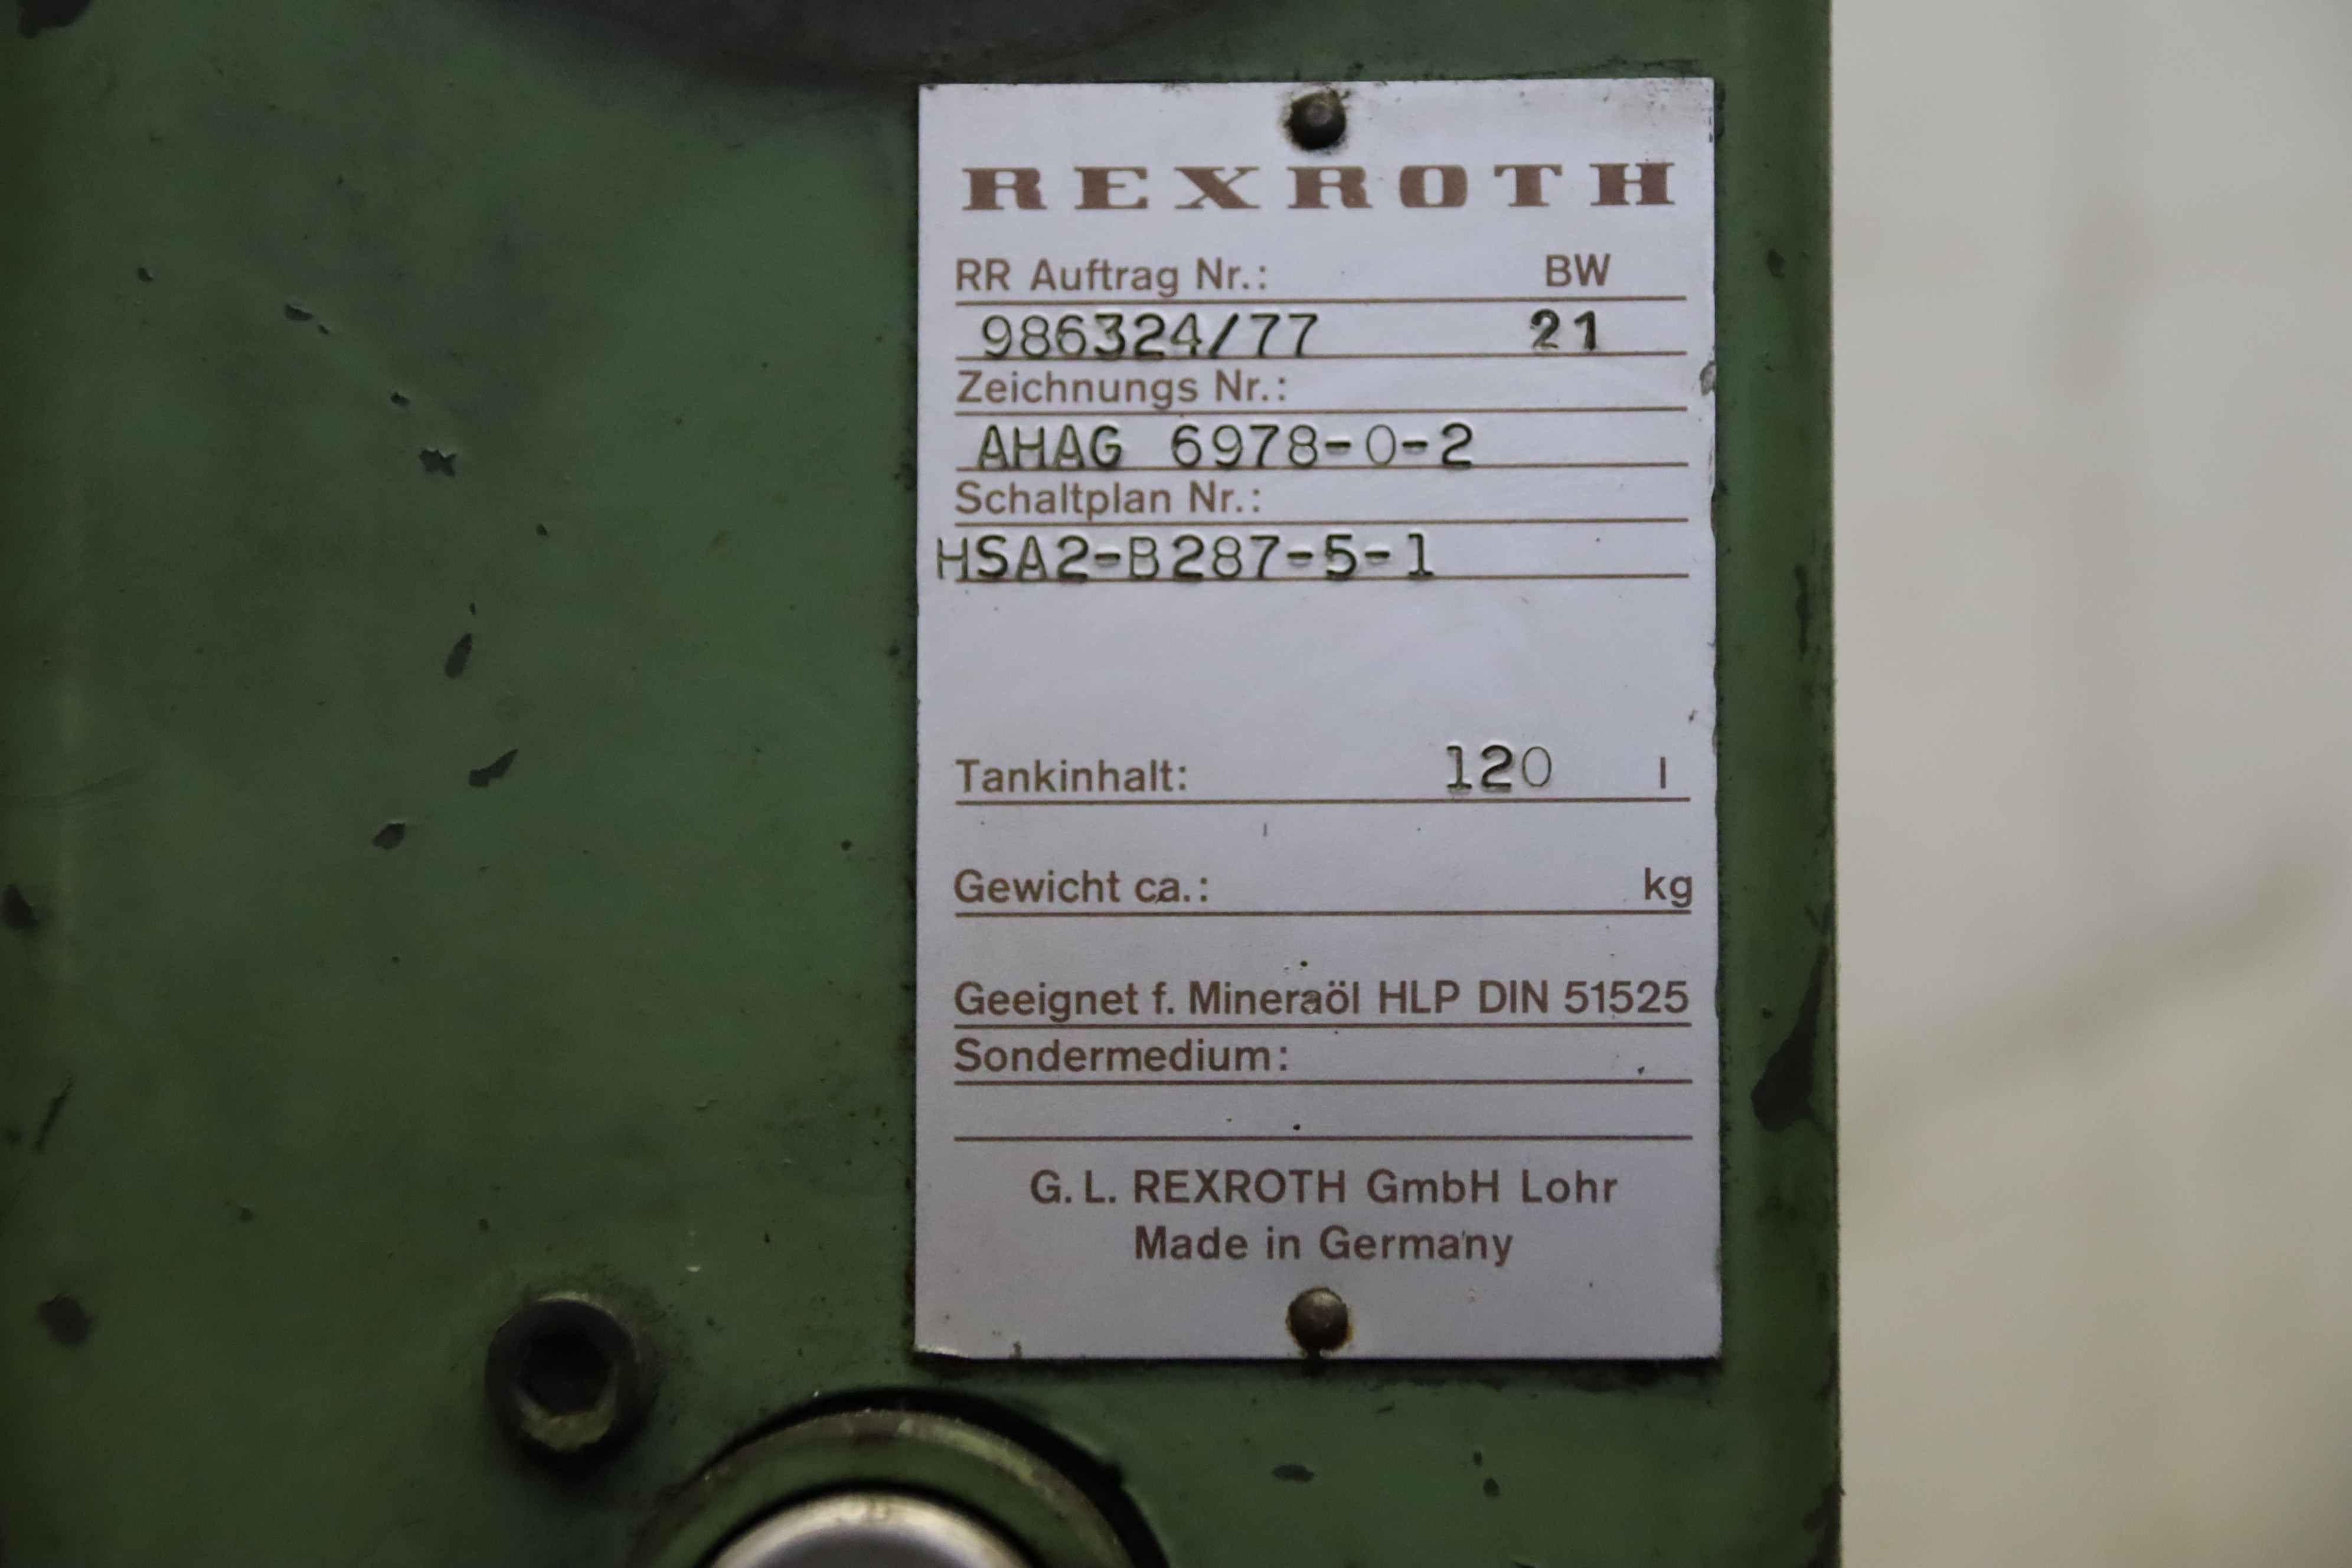 REXROTH
RR Auftrag Nr.: BW
986324/77 21
Zeichnungs Nr.:
AHAG 6978-0-2
Schaltplan Nr.:
HSA2-B287-5-1
Tankinhalt: 120 l
Gewicht ca.: kg
Geeignet f. Mineraöl HLP DIN 51525
Sondermedium:
G. L. REXROTH GmbH Lohr
Made in Germany